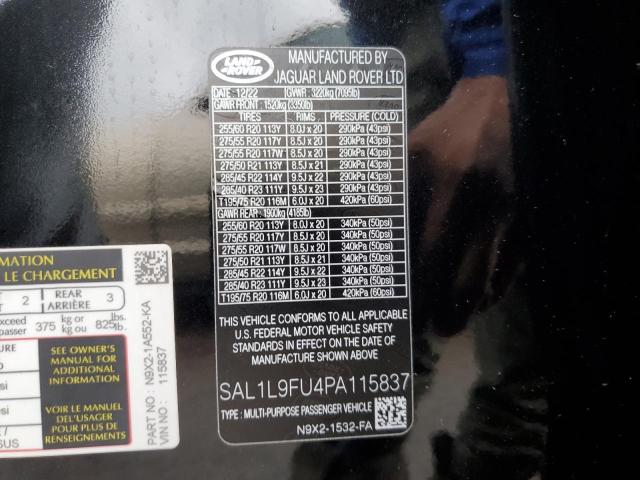 LAND
ROVER
MANUFACTURED BY
JAGUAR LAND ROVER LTD
DATE : 12/22 GVWR : 3220kg (7095lb)
GAWR FRONT : 1520kg (3350lb)
TIRES RIMS PRESSURE (COLD)
255/60 R20 113Y 8.0J x 20 290kPa (43psi)
275/55 R20 117Y 8.5J x 20 290kPa (43psi)
275/55 R20 117W 8.5J x 20 290kPa (43psi)
275/50 R21 113Y 8.5J x 21 290kPa (43psi)
285/45 R22 114Y 9.5J x 22 290kPa (43psi)
285/40 R23 111Y 9.5J x 23 290kPa (43psi)
T195/75 R20 116M 6.0J x 20 420kPa (60psi)
GAWR REAR : 1900kg (4185lb)
255/60 R20 113Y 8.0J x 20 340kPa (50psi)
275/55 R20 117Y 8.5J x 20 340kPa (50psi)
275/55 R20 117W 8.5J x 20 340kPa (50psi)
275/50 R21 113Y 8.5J x 21 340kPa (50psi)
285/45 R22 114Y 9.5J x 22 340kPa (50psi)
285/40 R23 111Y 9.5J x 23 340kPa (50psi)
T195/75 R20 116M 6.0J x 20 420kPa (60psi)
THIS VEHICLE CONFORMS TO ALL APPLICABLE
U.S. FEDERAL MOTOR VEHICLE SAFETY
STANDARDS IN EFFECT ON THE DATE OF
MANUFACTURE SHOWN ABOVE.
SAL1L9FU4PA115837
TYPE : MULTI-PURPOSE PASSENGER VEHICLE
N9X2-1532-FA
RMATION
LE CHARGEMENT
2 REAR 3
ARRIÈRE
exceed 375 kg or 825 lbs.
passer kg ou lb.
SEE OWNER'S
MANUAL FOR
ADDITIONAL
INFORMATION
VOIR LE MANUEL
DE L'USAGER
POUR PLUS DE
RENSEIGNEMENTS
PART NO: N9X2-1A552-KA
VIN NO: 115837